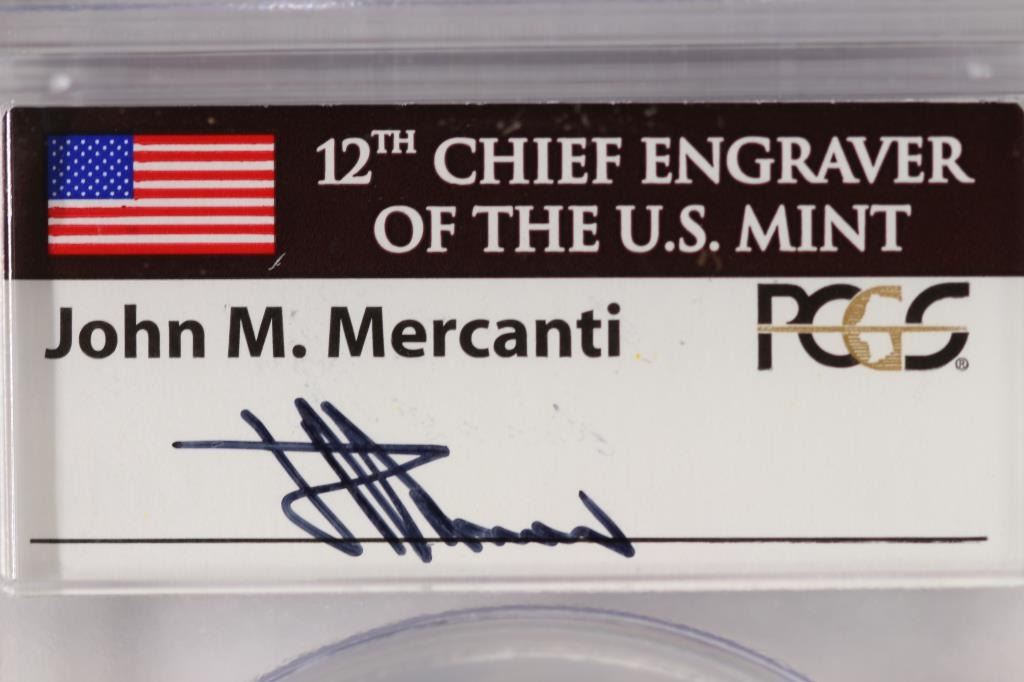 12TH CHIEF ENGRAVER
OF THE U.S. MINT
John M. Mercanti
PCGS®